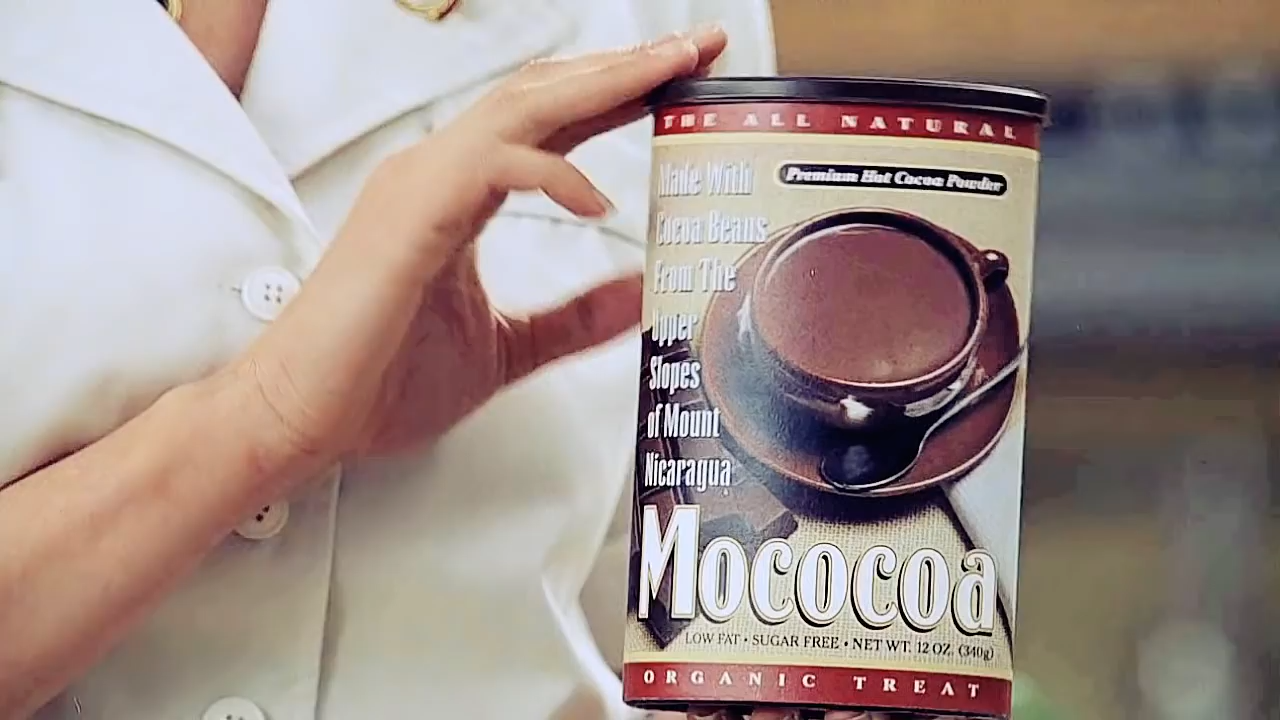 THE ALL NATURAL
Premium Hot Cocoa Powder
Made With
Cocoa Beans
From The
Upper
Slopes
of Mount
Nicaragua
Mococoa
LOW FAT • SUGAR FREE • NET WT. 12 OZ. (340g)
ORGANIC TREAT